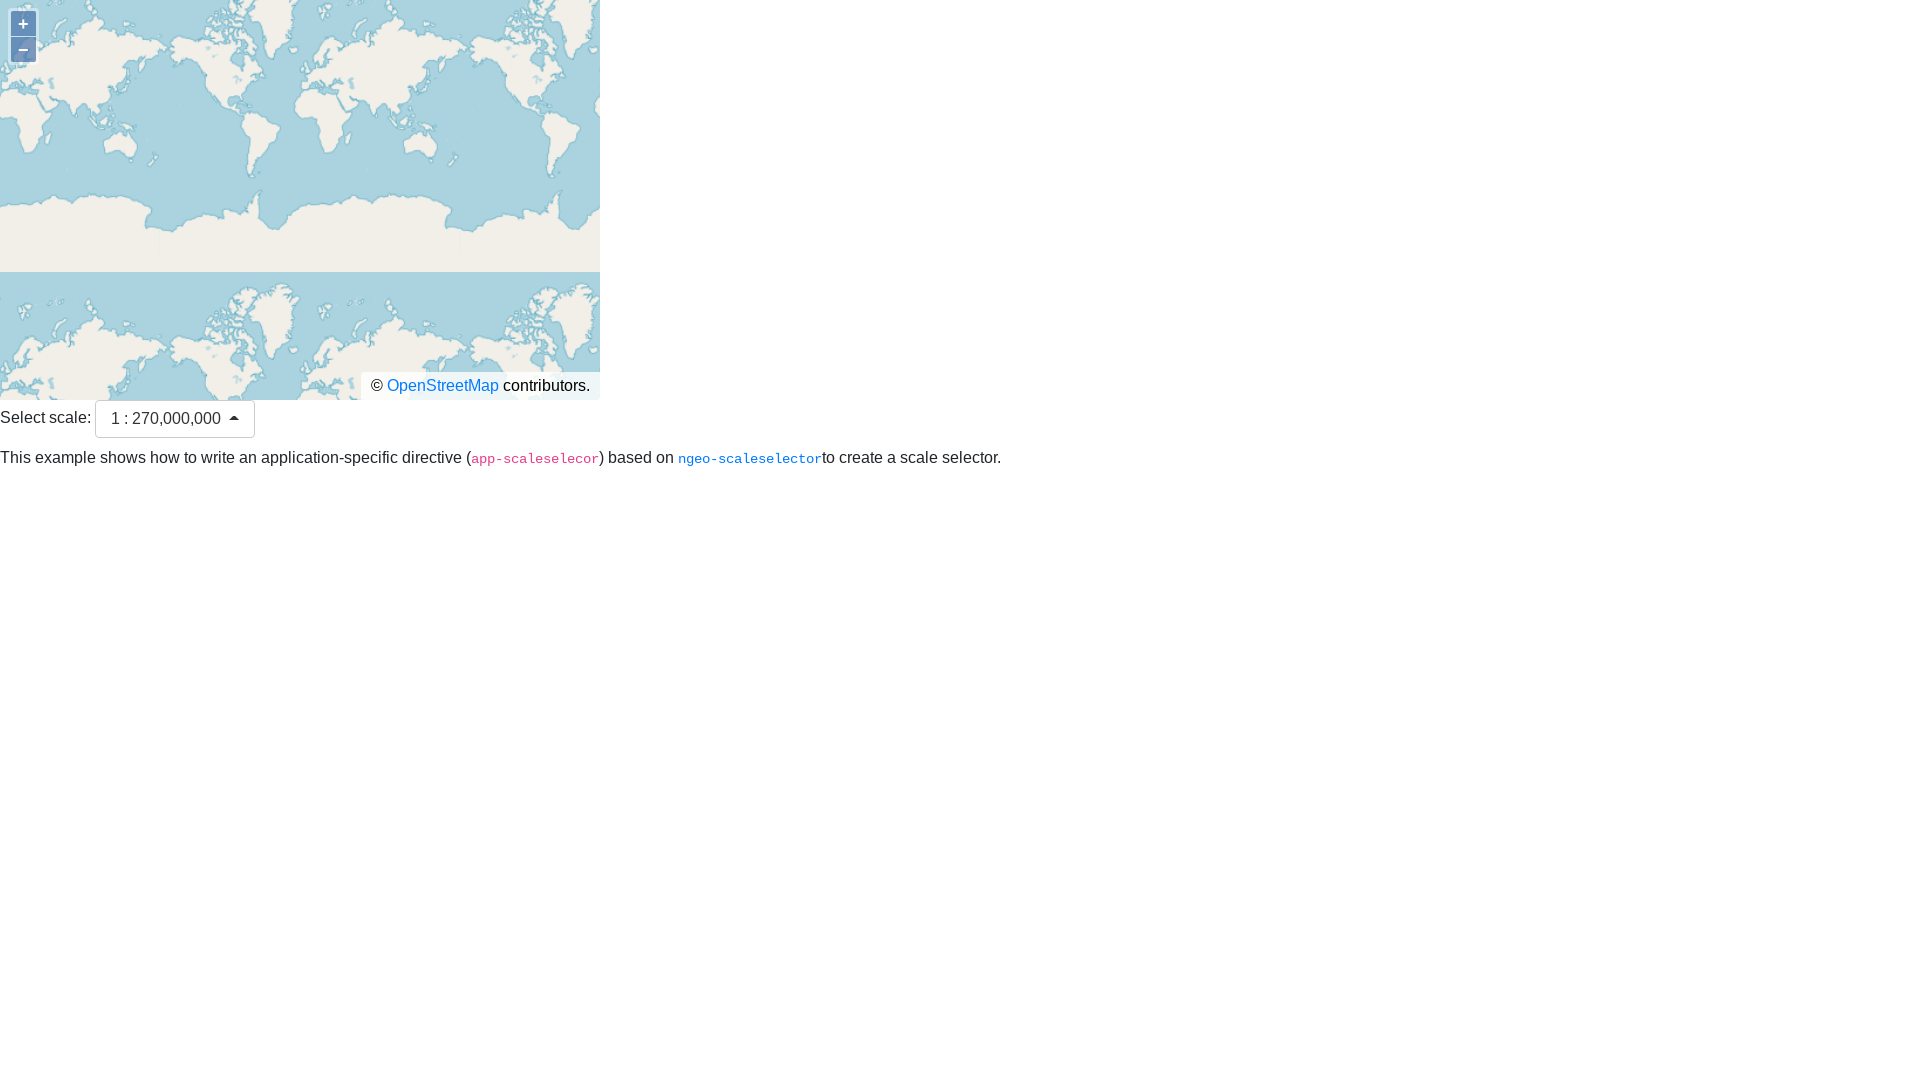 +
−
© OpenStreetMap contributors.
Select scale: 1 : 270,000,000
This example shows how to write an application-specific directive (app-scaleselecor) based on ngeo-scaleselectorto create a scale selector.